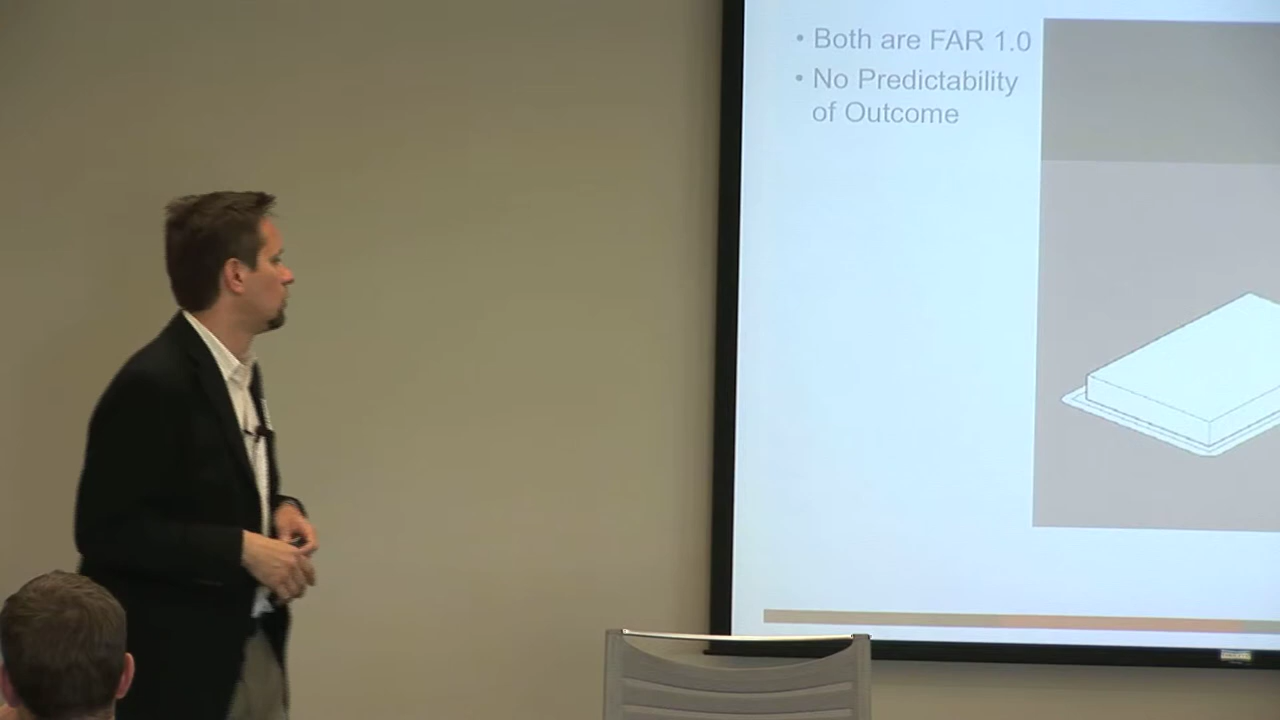 • Both are FAR 1.0
• No Predictability
of Outcome